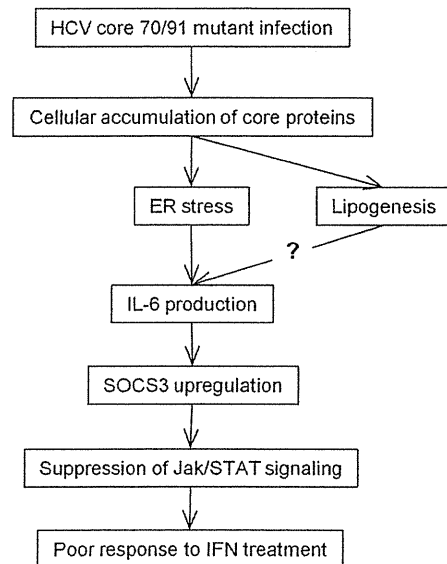 HCV core 70/91 mutant infection
Cellular accumulation of core proteins
ER stress
Lipogenesis
?
IL-6 production
SOCS3 upregulation
Suppression of Jak/STAT signaling
Poor response to IFN treatment